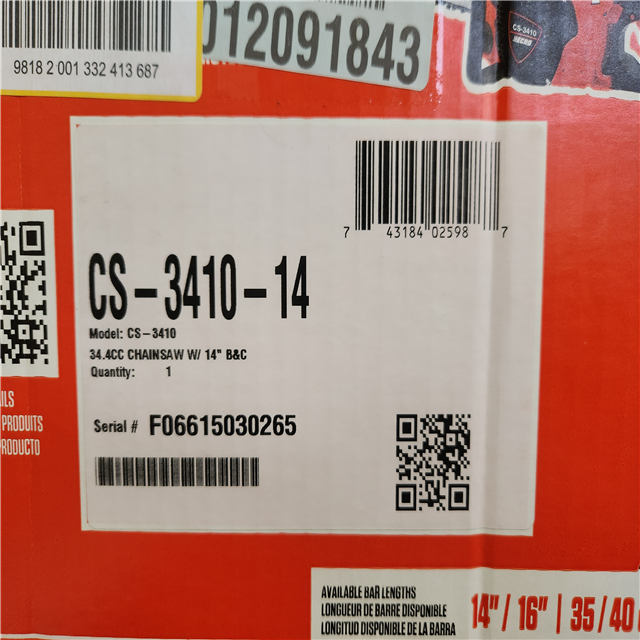 9818 2 001 332 413 687
012091843
CS-3410
ECHO
7 43184 02598 7
CS-3410-14
Model: CS-3410
34.4CC CHAINSAW W/ 14" B&C
Quantity: 1
Serial # F06615030265
ILS
PRODUITS
PRODUCTO
AVAILABLE BAR LENGTHS
LONGUEUR DE BARRE DISPONIBLE
LONGITUD DISPONIBLE DE LA BARRA
14"/ 16" | 35/40